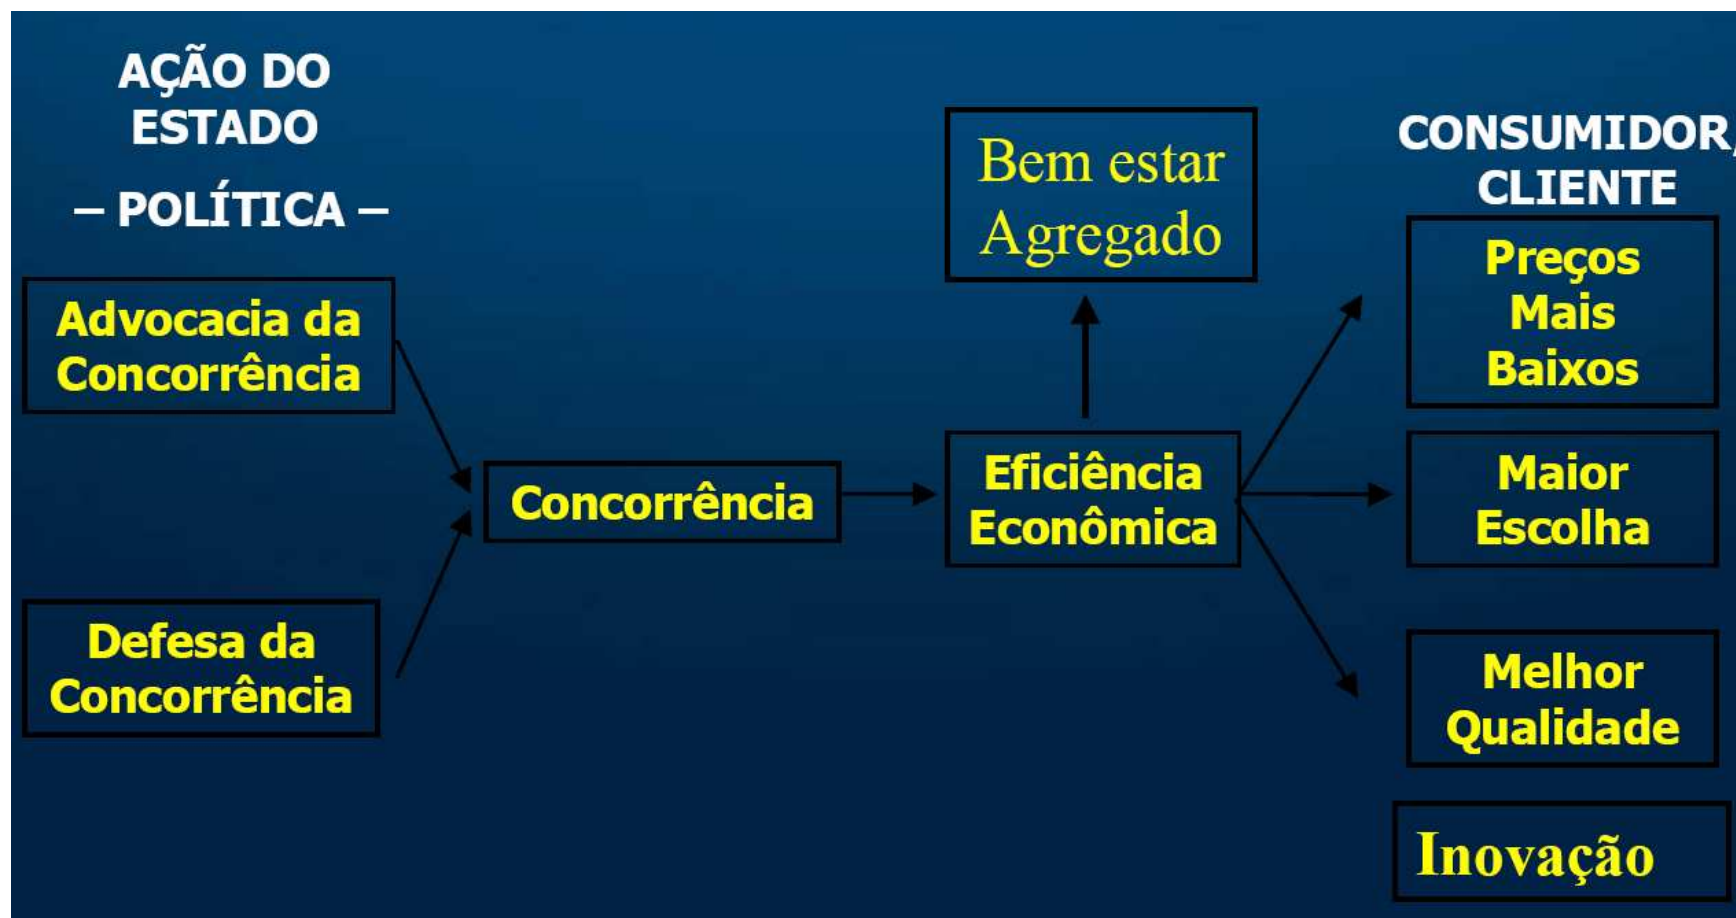 AÇÃO DO
ESTADO
– POLÍTICA –
Advocacia da
Concorrência
Defesa da
Concorrência
Concorrência
Bem estar
Agregado
Eficiência
Econômica
CONSUMIDOR,
CLIENTE
Preços
Mais
Baixos
Maior
Escolha
Melhor
Qualidade
Inovação